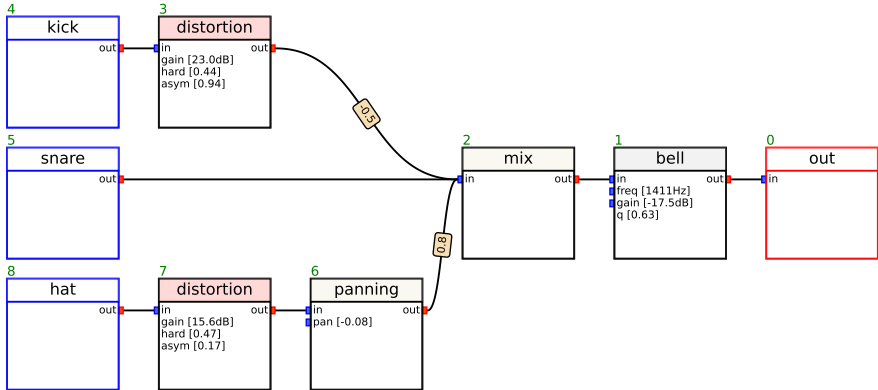 4
kick
out
3
distortion
in out
gain [23.0dB]
hard [0.44]
asym [0.94]
-0.5
5
snare
out
2
mix
in out
1
bell
in out
freq [1411Hz]
gain [-17.5dB]
q [0.63]
0
out
in
0.8
8
hat
out
7
distortion
in out
gain [15.6dB]
hard [0.47]
asym [0.17]
6
panning
in out
pan [-0.08]